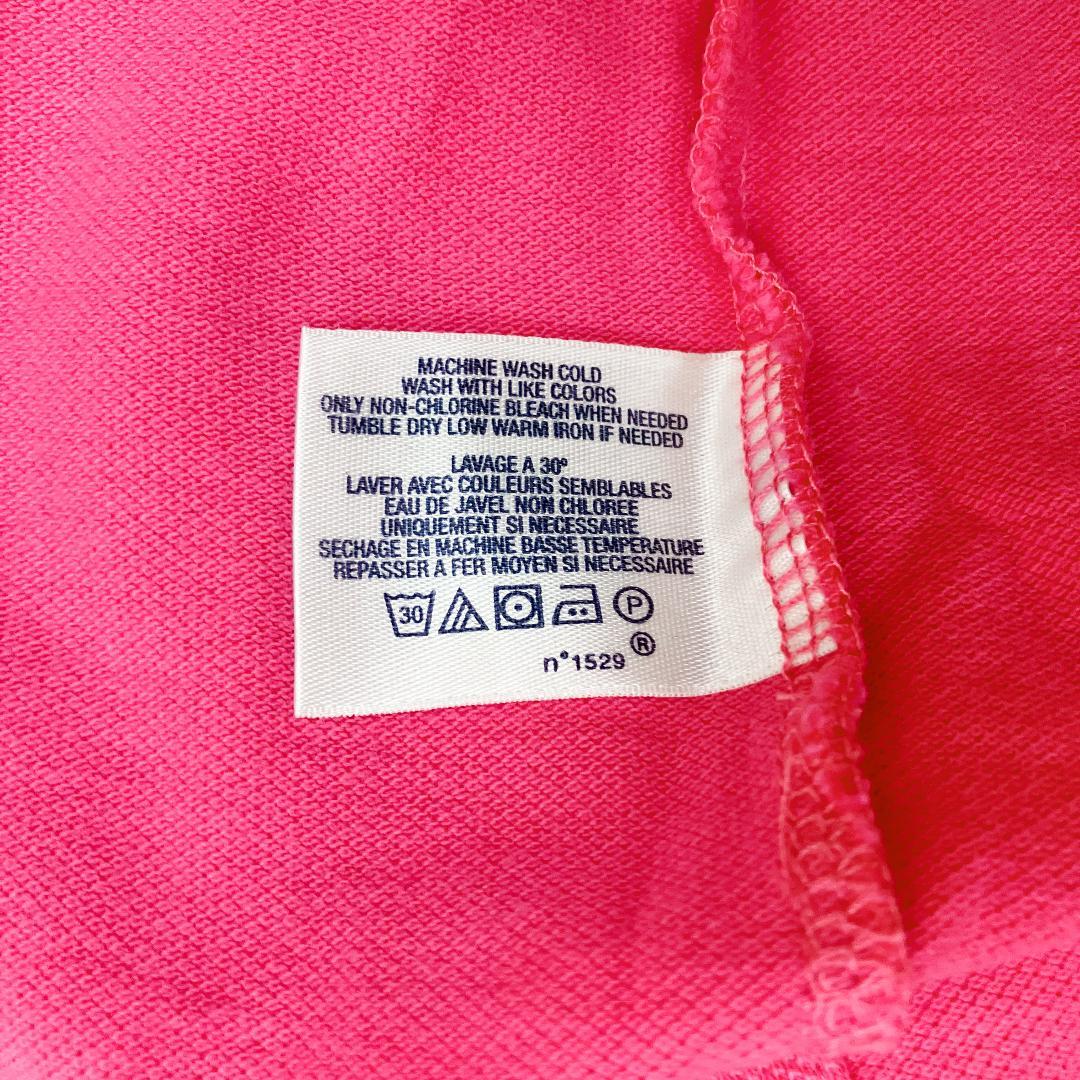 MACHINE WASH COLD
WASH WITH LIKE COLORS
ONLY NON-CHLORINE BLEACH WHEN NEEDED
TUMBLE DRY LOW WARM IRON IF NEEDED
LAVAGE A 30°
LAVER AVEC COULEURS SEMBLABLES
EAU DE JAVEL NON CHLOREE
UNIQUEMENT SI NECESSAIRE
SECHAGE EN MACHINE BASSE TEMPERATURE
REPASSER A FER MOYEN SI NECESSAIRE
30 P
®
n°1529